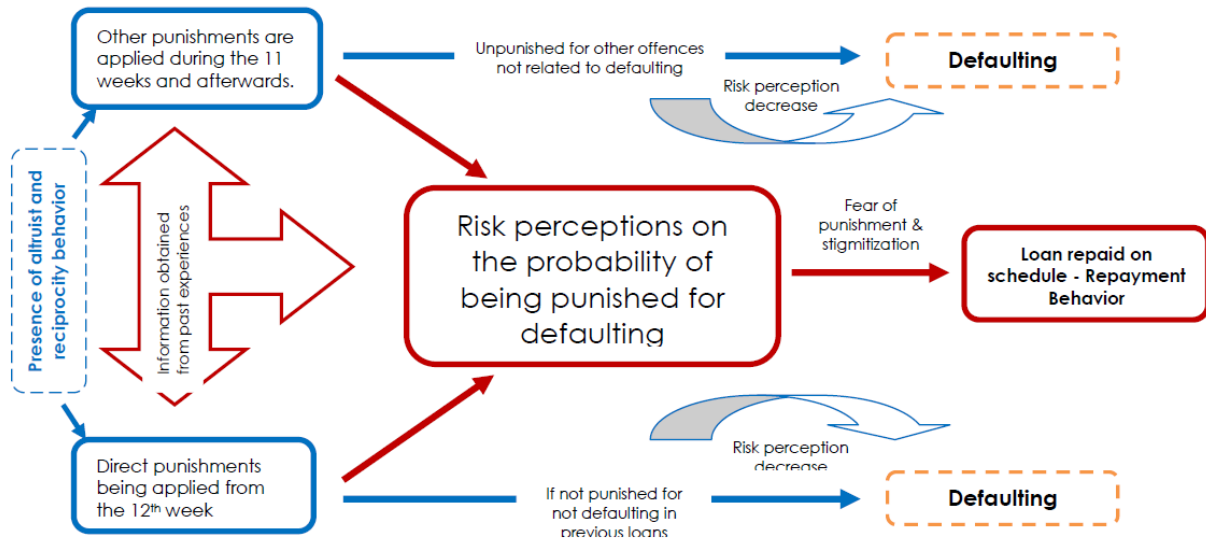 Other punishments are
applied during the 11
weeks and afterwards.
Unpunished for other offences
not related to defaulting
Defaulting
Risk perception
decrease
Presence of altruist and
reciprocity behavior
Information obtained
from past experiences
Risk perceptions on
the probability of
being punished for
defaulting
Fear of
punishment &
stigmitization
Loan repaid on
schedule - Repayment
Behavior
Direct punishments
being applied from
the 12th week
If not punished for
not defaulting in
previous loans
Risk perception
decrease
Defaulting